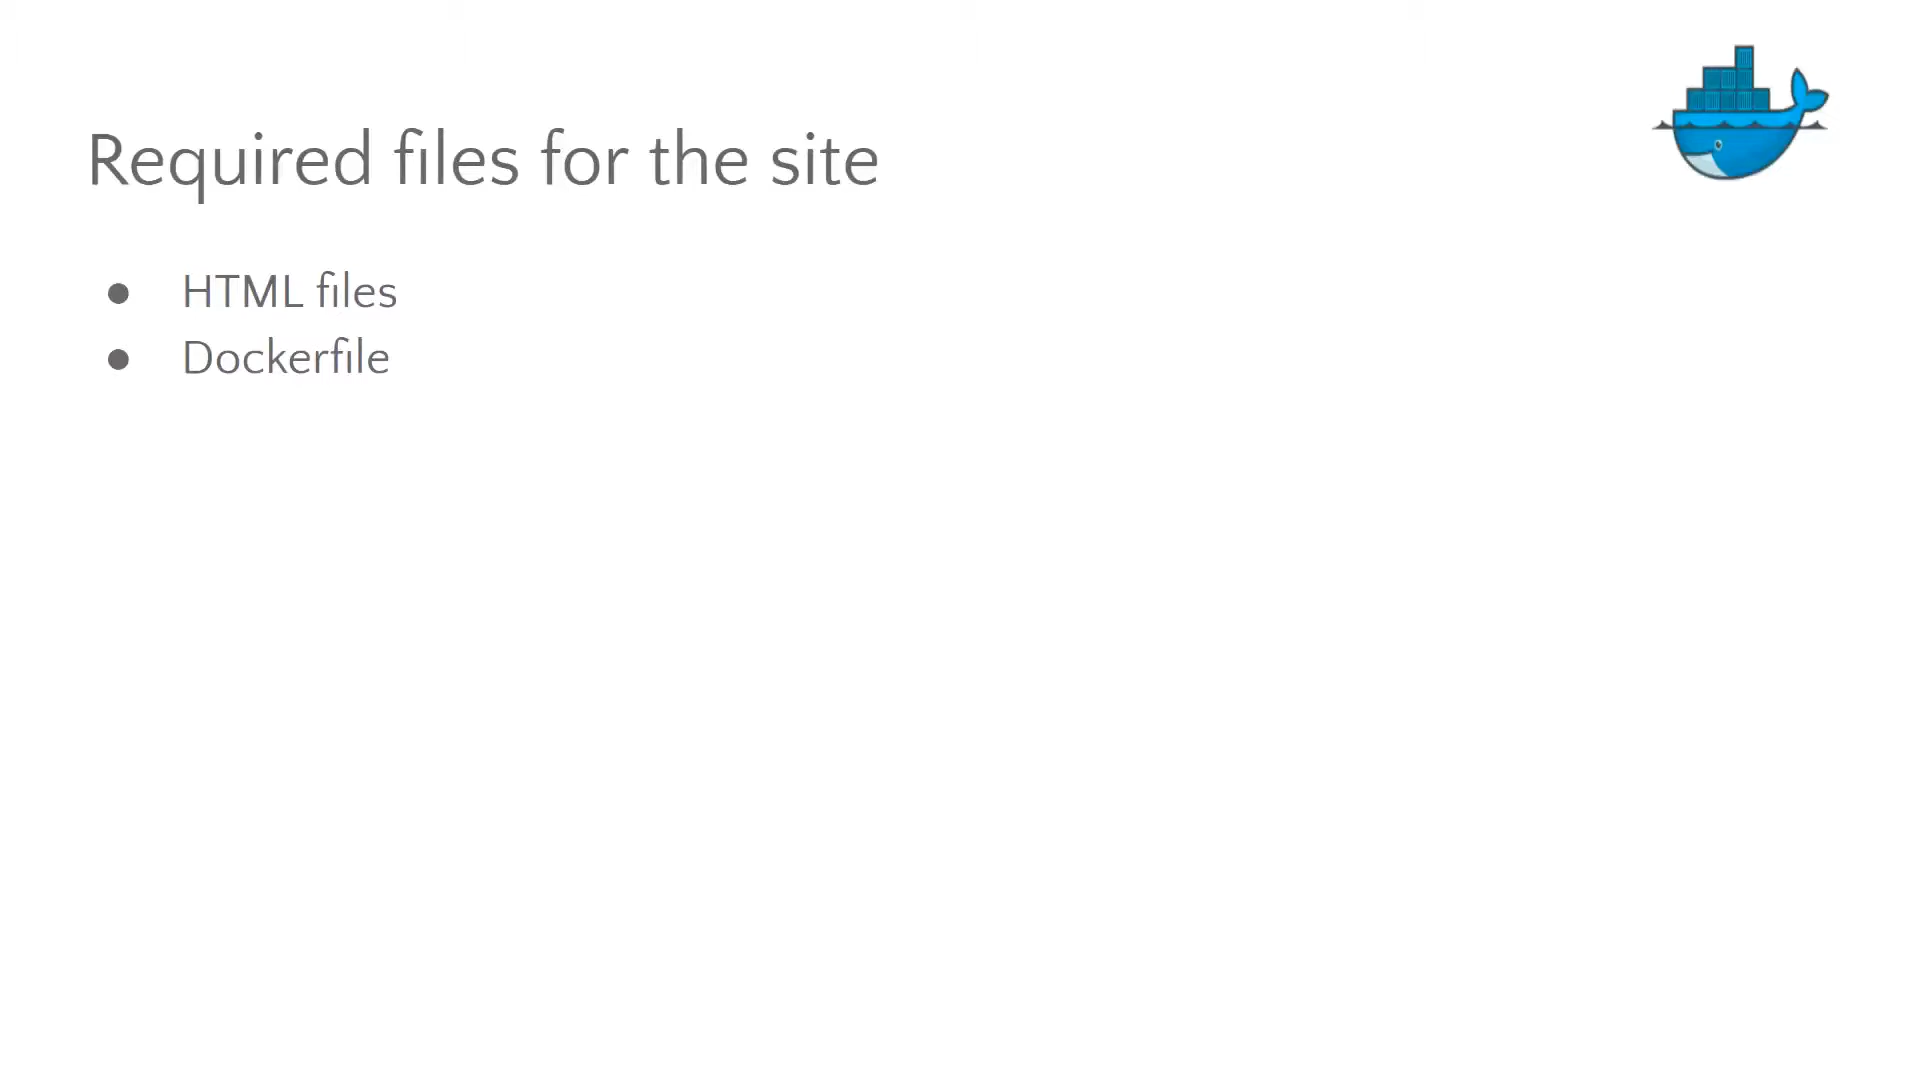 Required files for the site
● HTML files
● Dockerfile